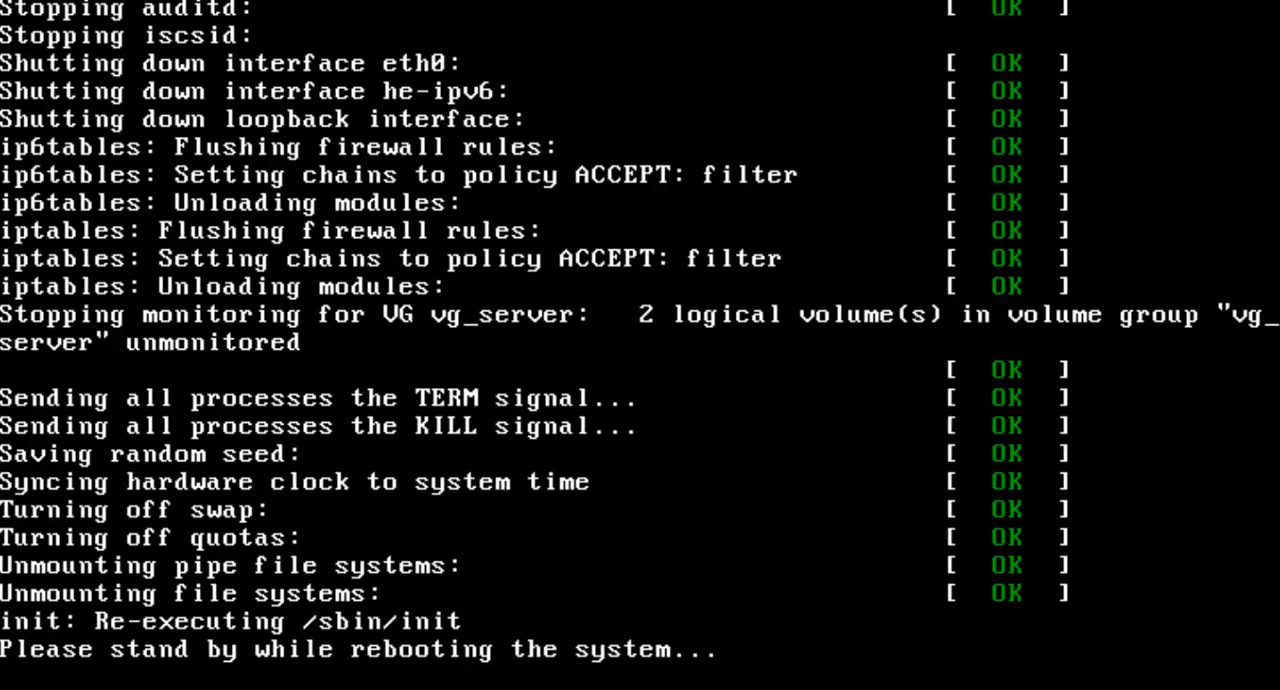 Stopping auditd: [ OK ]
Stopping iscsid:
Shutting down interface eth0: [ OK ]
Shutting down interface he-ipv6: [ OK ]
Shutting down loopback interface: [ OK ]
ip6tables: Flushing firewall rules: [ OK ]
ip6tables: Setting chains to policy ACCEPT: filter [ OK ]
ip6tables: Unloading modules: [ OK ]
iptables: Flushing firewall rules: [ OK ]
iptables: Setting chains to policy ACCEPT: filter [ OK ]
iptables: Unloading modules: [ OK ]
Stopping monitoring for VG vg_server:   2 logical volume(s) in volume group "vg_
server" unmonitored
[ OK ]
Sending all processes the TERM signal... [ OK ]
Sending all processes the KILL signal... [ OK ]
Saving random seed: [ OK ]
Syncing hardware clock to system time [ OK ]
Turning off swap: [ OK ]
Turning off quotas: [ OK ]
Unmounting pipe file systems: [ OK ]
Unmounting file systems: [ OK ]
init: Re-executing /sbin/init
Please stand by while rebooting the system...